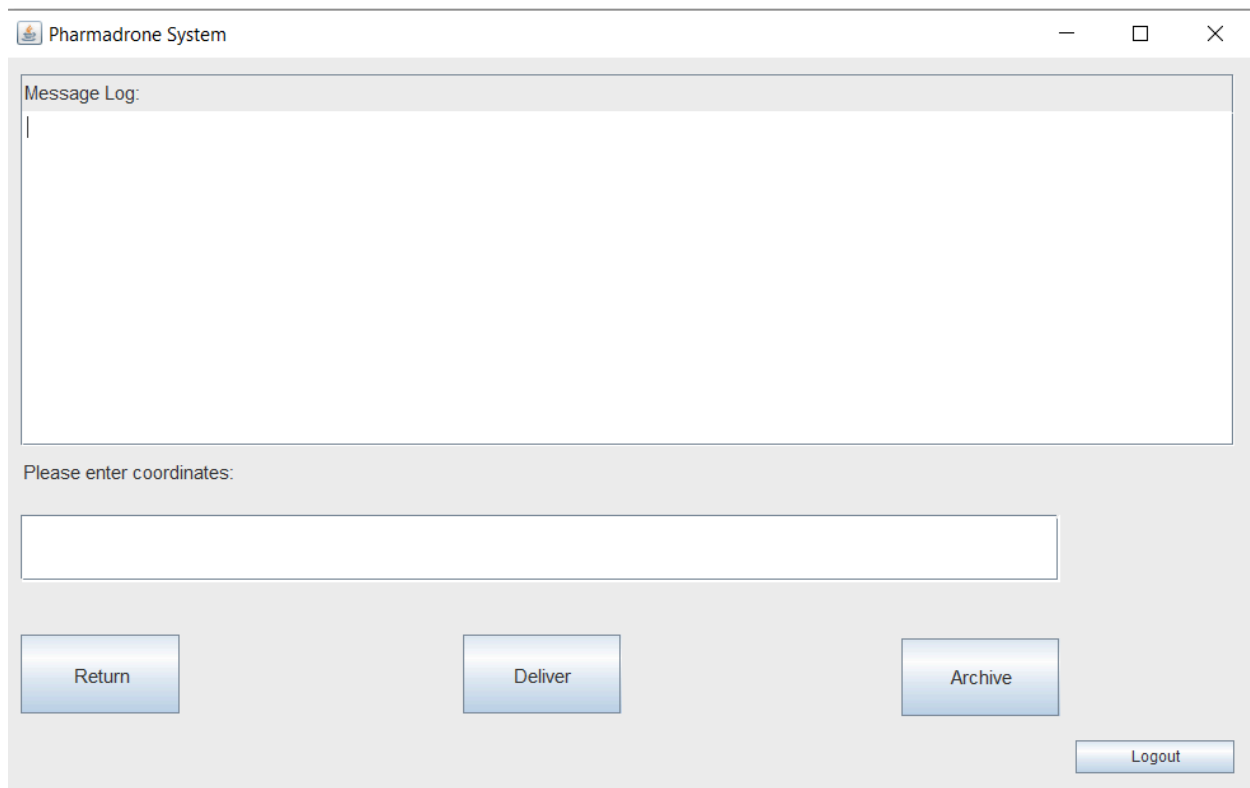 Pharmadrone System
Message Log:
Please enter coordinates:
Return Deliver Archive
Logout